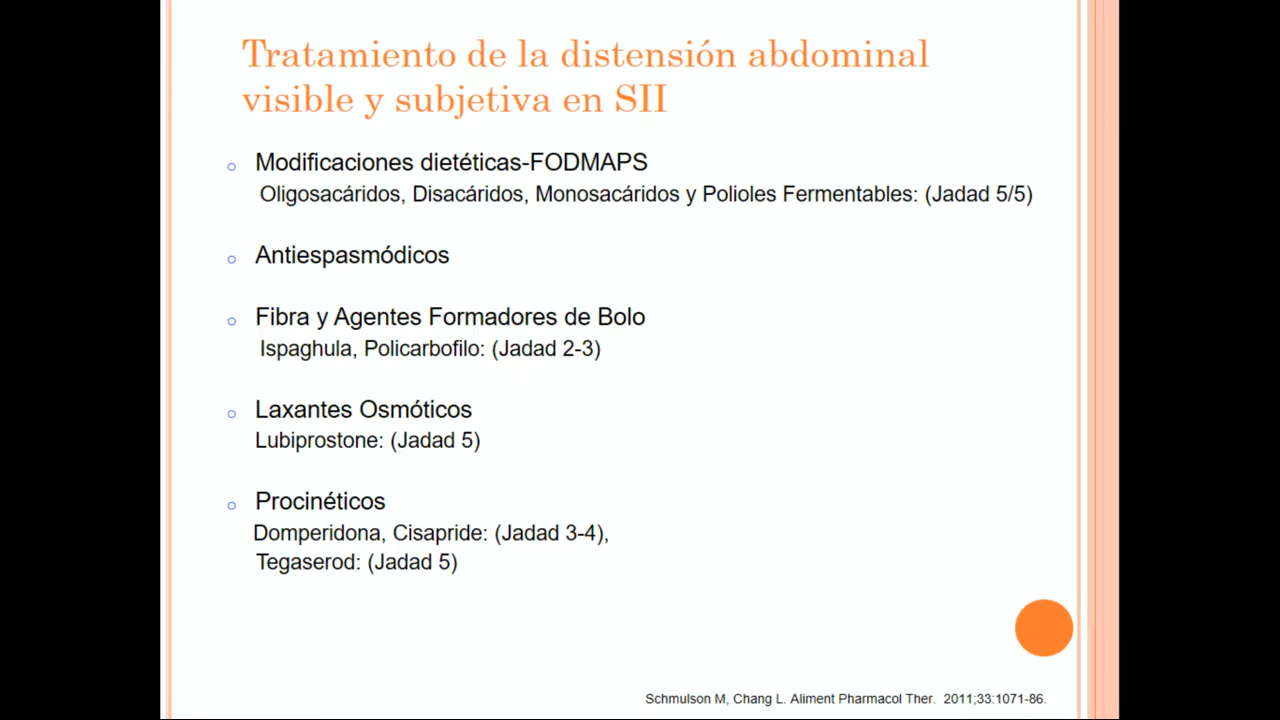 Tratamiento de la distensión abdominal
visible y subjetiva en SII
Modificaciones dietéticas-FODMAPS
Oligosacáridos, Disacáridos, Monosacáridos y Polioles Fermentables: (Jadad 5/5)
Antiespasmódicos
Fibra y Agentes Formadores de Bolo
Ispaghula, Policarbofilo: (Jadad 2-3)
Laxantes Osmóticos
Lubiprostone: (Jadad 5)
Procinéticos
Domperidona, Cisapride: (Jadad 3-4),
Tegaserod: (Jadad 5)
Schmulson M, Chang L. Aliment Pharmacol Ther. 2011;33:1071-86.